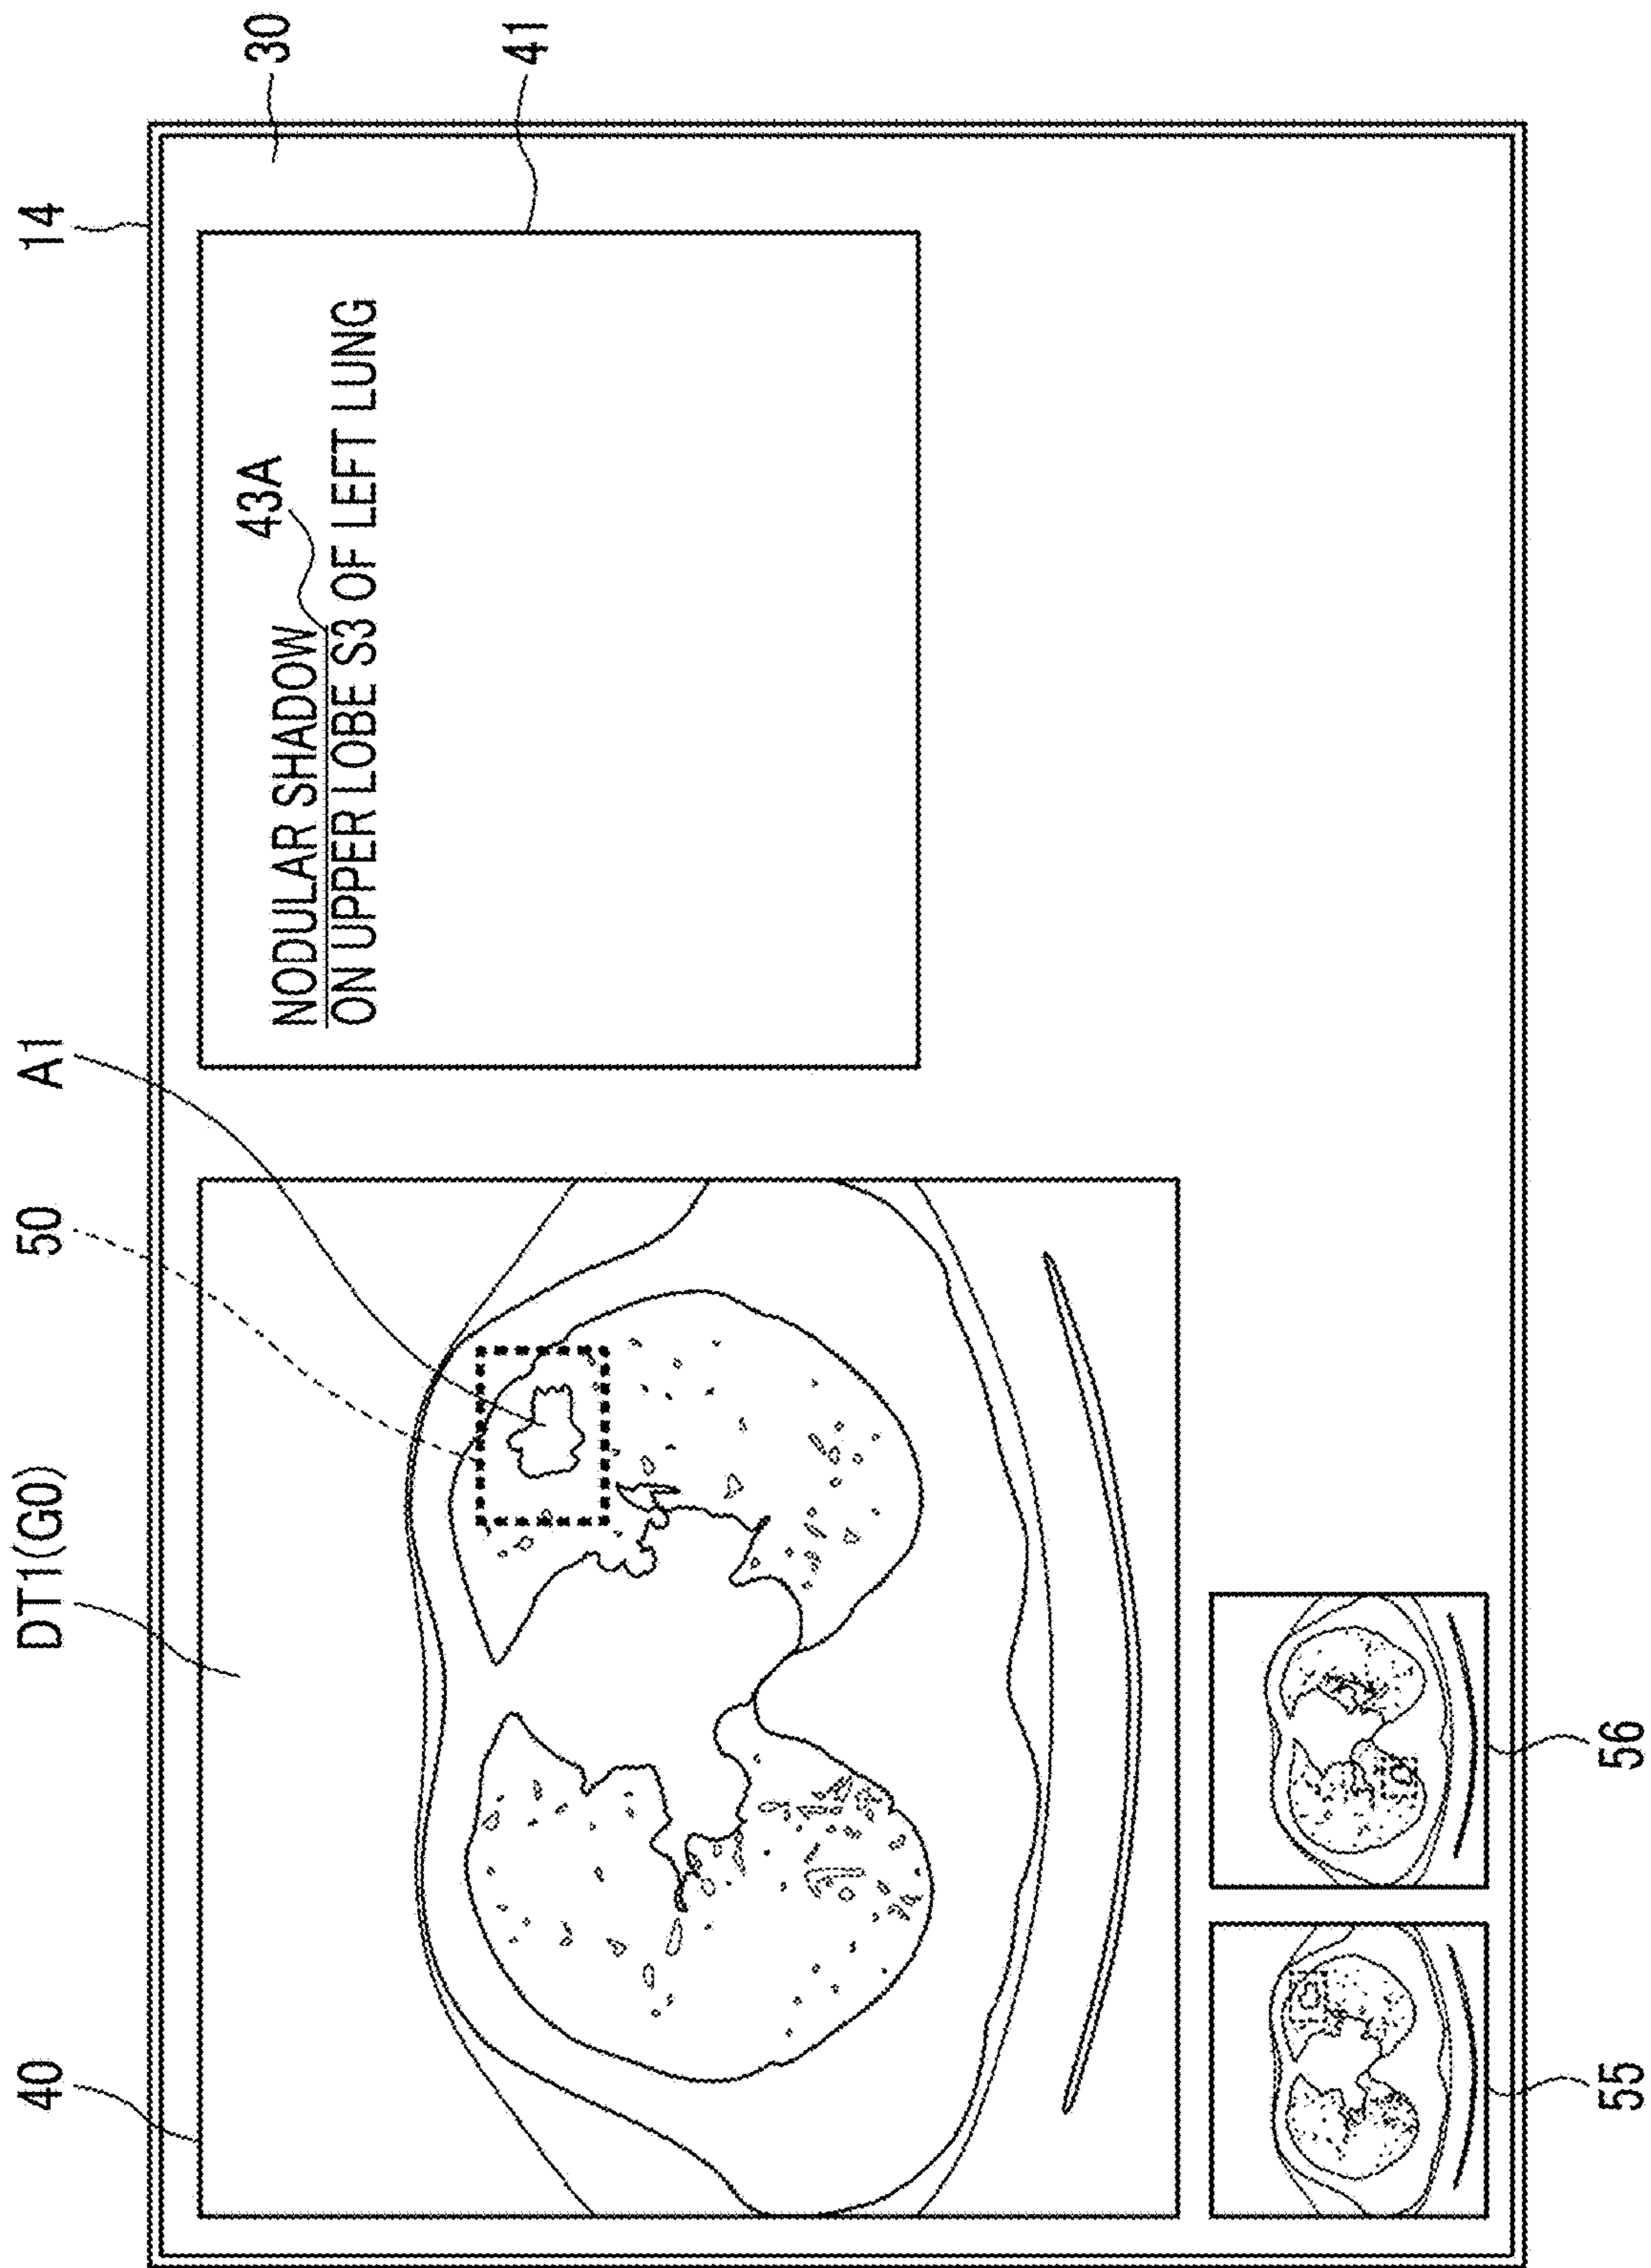 40
DT1(G0)
50
A1
14
30
41
43A
NODULAR SHADOW
ON UPPER LOBE S3 OF LEFT LUNG
55
56